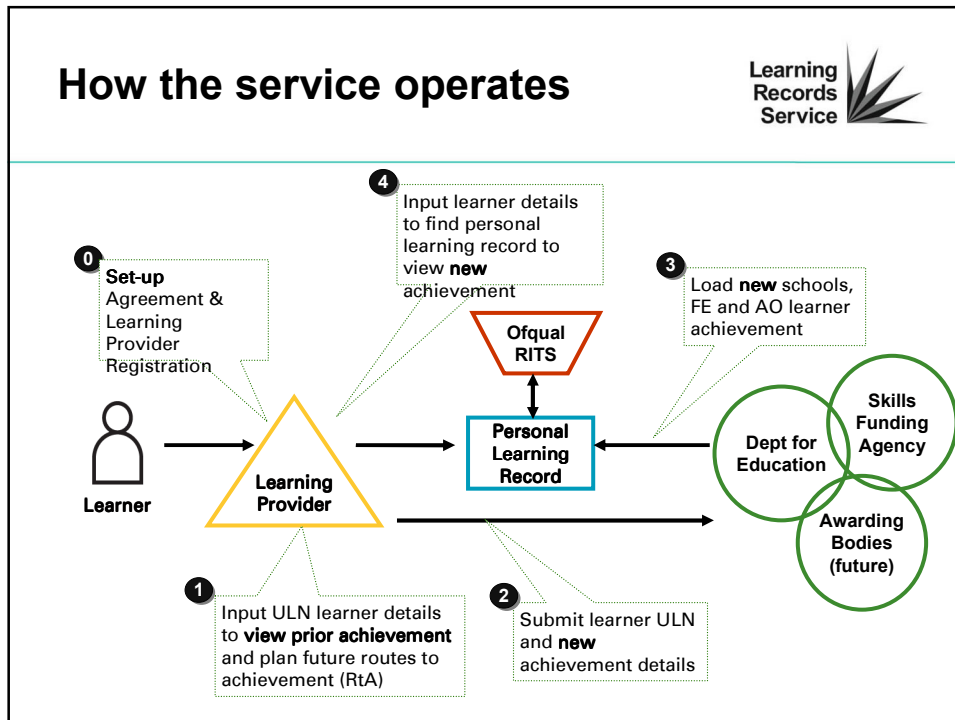 How the service operates
Learning
Records
Service
4
Input learner details
to find personal
learning record to
view new
achievement
0
Set-up
Agreement &
Learning
Provider
Registration
3
Load new schools,
FE and AO learner
achievement
Ofqual
RITS
Skills
Funding
Agency
Personal
Learning
Record
Dept for
Education
Learning
Provider
Learner
Awarding
Bodies
(future)
1
Input ULN learner details
to view prior achievement
and plan future routes to
achievement (RtA)
2
Submit learner ULN
and new
achievement details